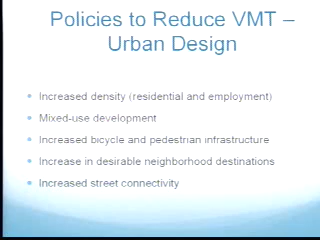 Policies to Reduce VMT –
Urban Design
Increased density (residential and employment)
Mixed-use development
Increased bicycle and pedestrian infrastructure
Increase in desirable neighborhood destinations
Increased street connectivity